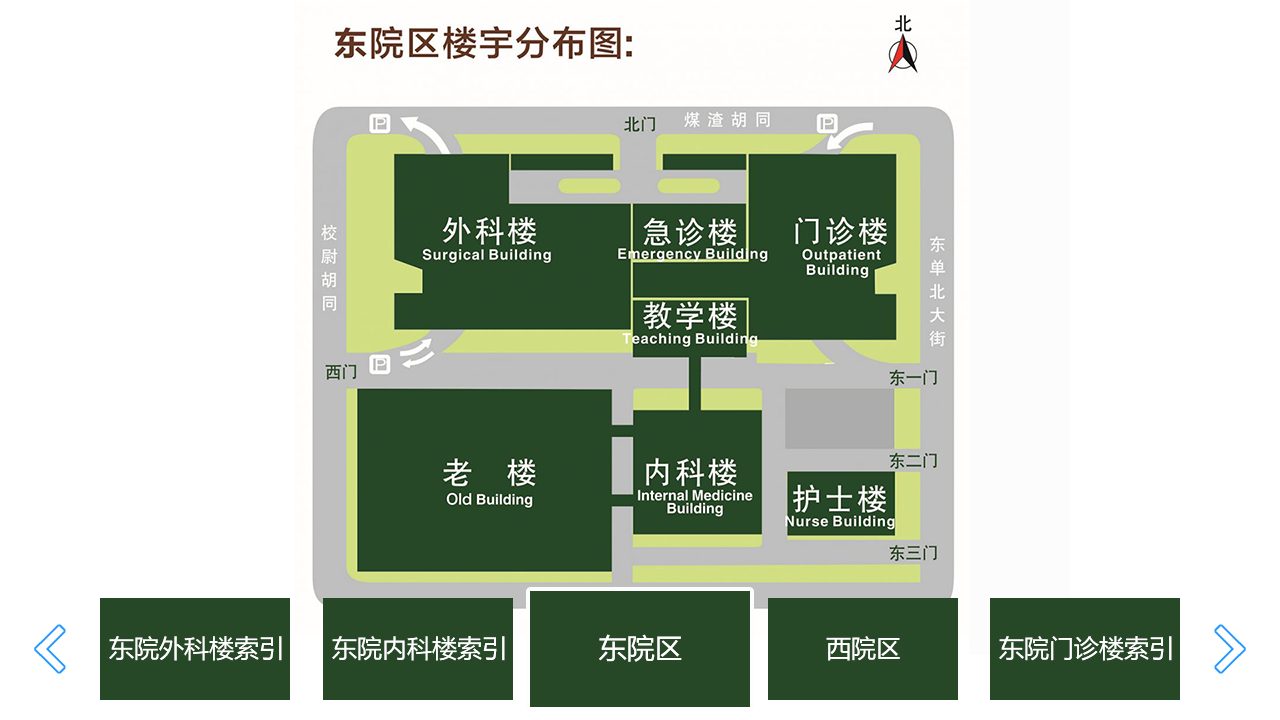 东院区楼宇分布图:
北
P
北门
煤渣胡同
P
校尉胡同
外科楼
Surgical Building
急诊楼
Emergency Building
门诊楼
Outpatient
Building
东单北大街
教学楼
Teaching Building
西门
P
东一门
老 楼
Old Building
内科楼
Internal Medicine
Building
东二门
护士楼
Nurse Building
东三门
东院外科楼索引
东院内科楼索引
东院区
西院区
东院门诊楼索引